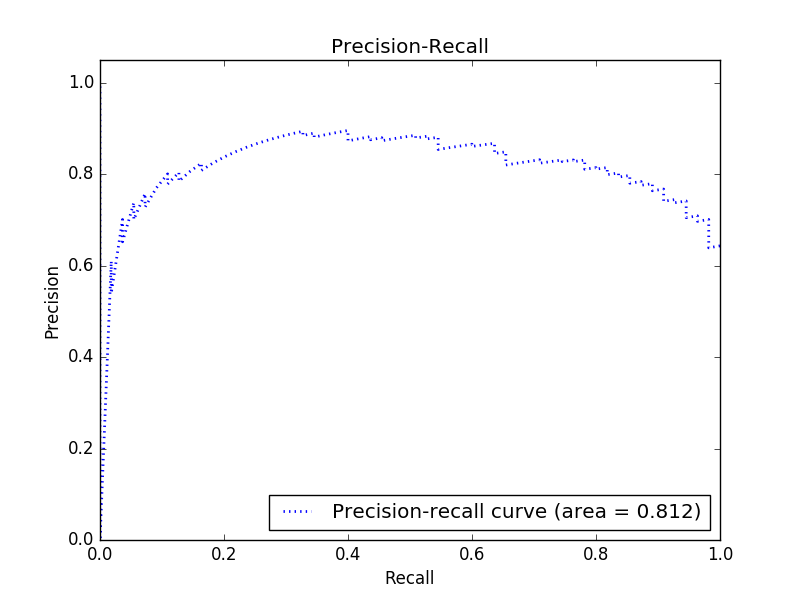 Precision-Recall
1.0
0.8
0.6
0.4
0.2
0.0
Precision
Precision-recall curve (area = 0.812)
0.0 0.2 0.4 0.6 0.8 1.0
Recall